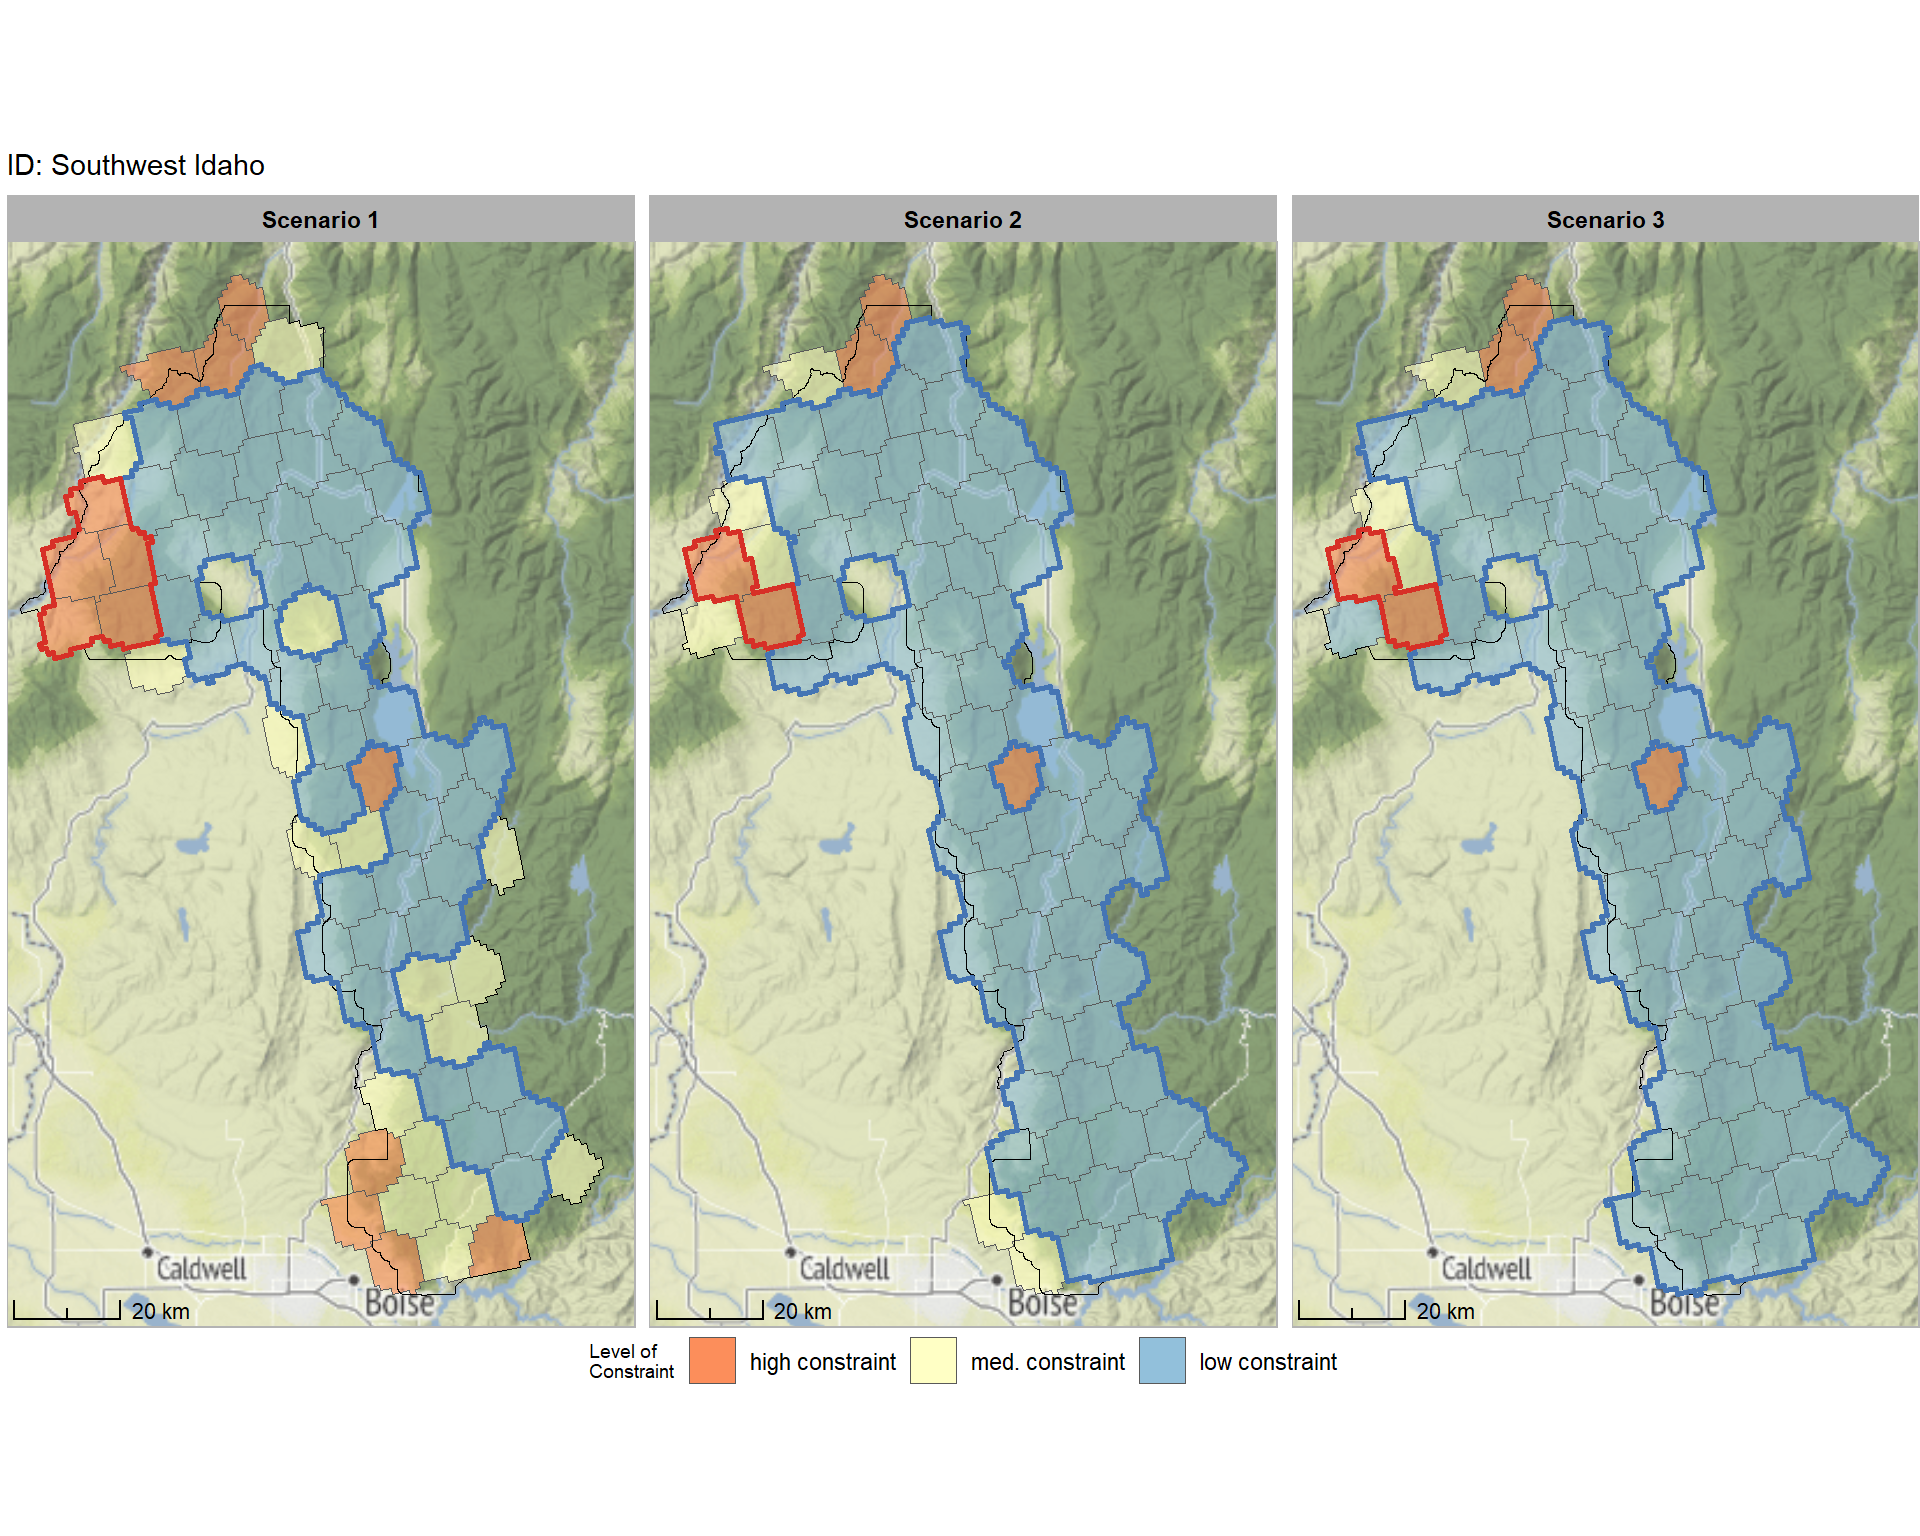 ID: Southwest Idaho
Scenario 1
Scenario 2
Scenario 3
Caldwell
Boise
20 km
Caldwell
Boise
20 km
Caldwell
Boise
20 km
Level of
Constraint
high constraint
med. constraint
low constraint